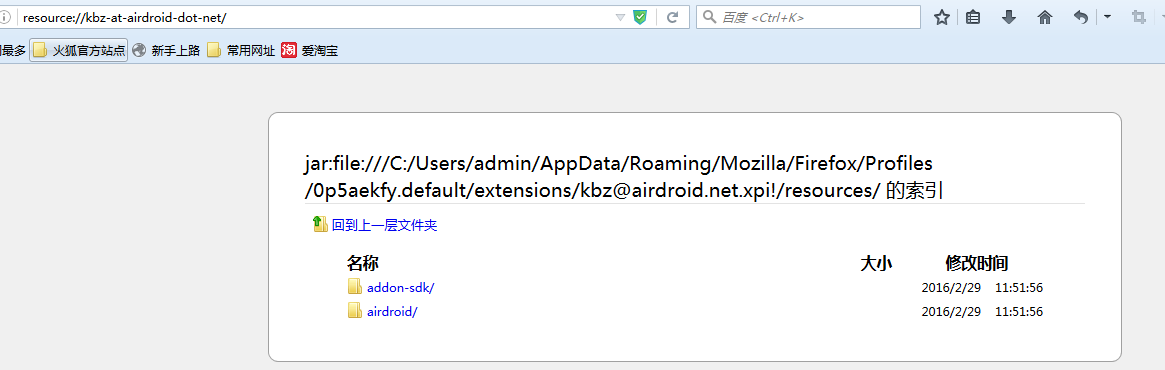 resource://kbz-at-airdroid-dot-net/
百度 <Ctrl+K>
最多 火狐官方站点 新手上路 常用网址 淘 爱淘宝
jar:file:///C:/Users/admin/AppData/Roaming/Mozilla/Firefox/Profiles
/0p5aekfy.default/extensions/kbz@airdroid.net.xpi!/resources/ 的索引
回到上一层文件夹
名称 大小 修改时间
addon-sdk/ 2016/2/29 11:51:56
airdroid/ 2016/2/29 11:51:56